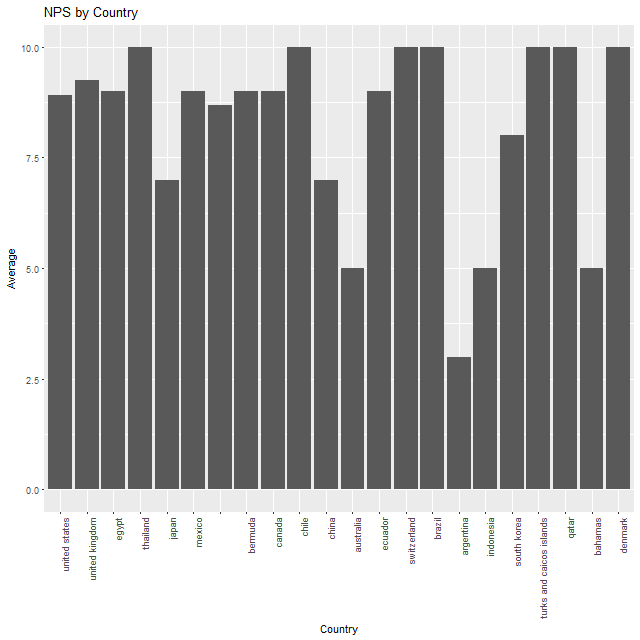 NPS by Country
10.0
7.5
5.0
2.5
0.0
Average
united states
united kingdom
egypt
thailand
japan
mexico
bermuda
canada
chile
china
australia
ecuador
switzerland
brazil
argentina
indonesia
south korea
turks and caicos islands
qatar
bahamas
denmark
Country